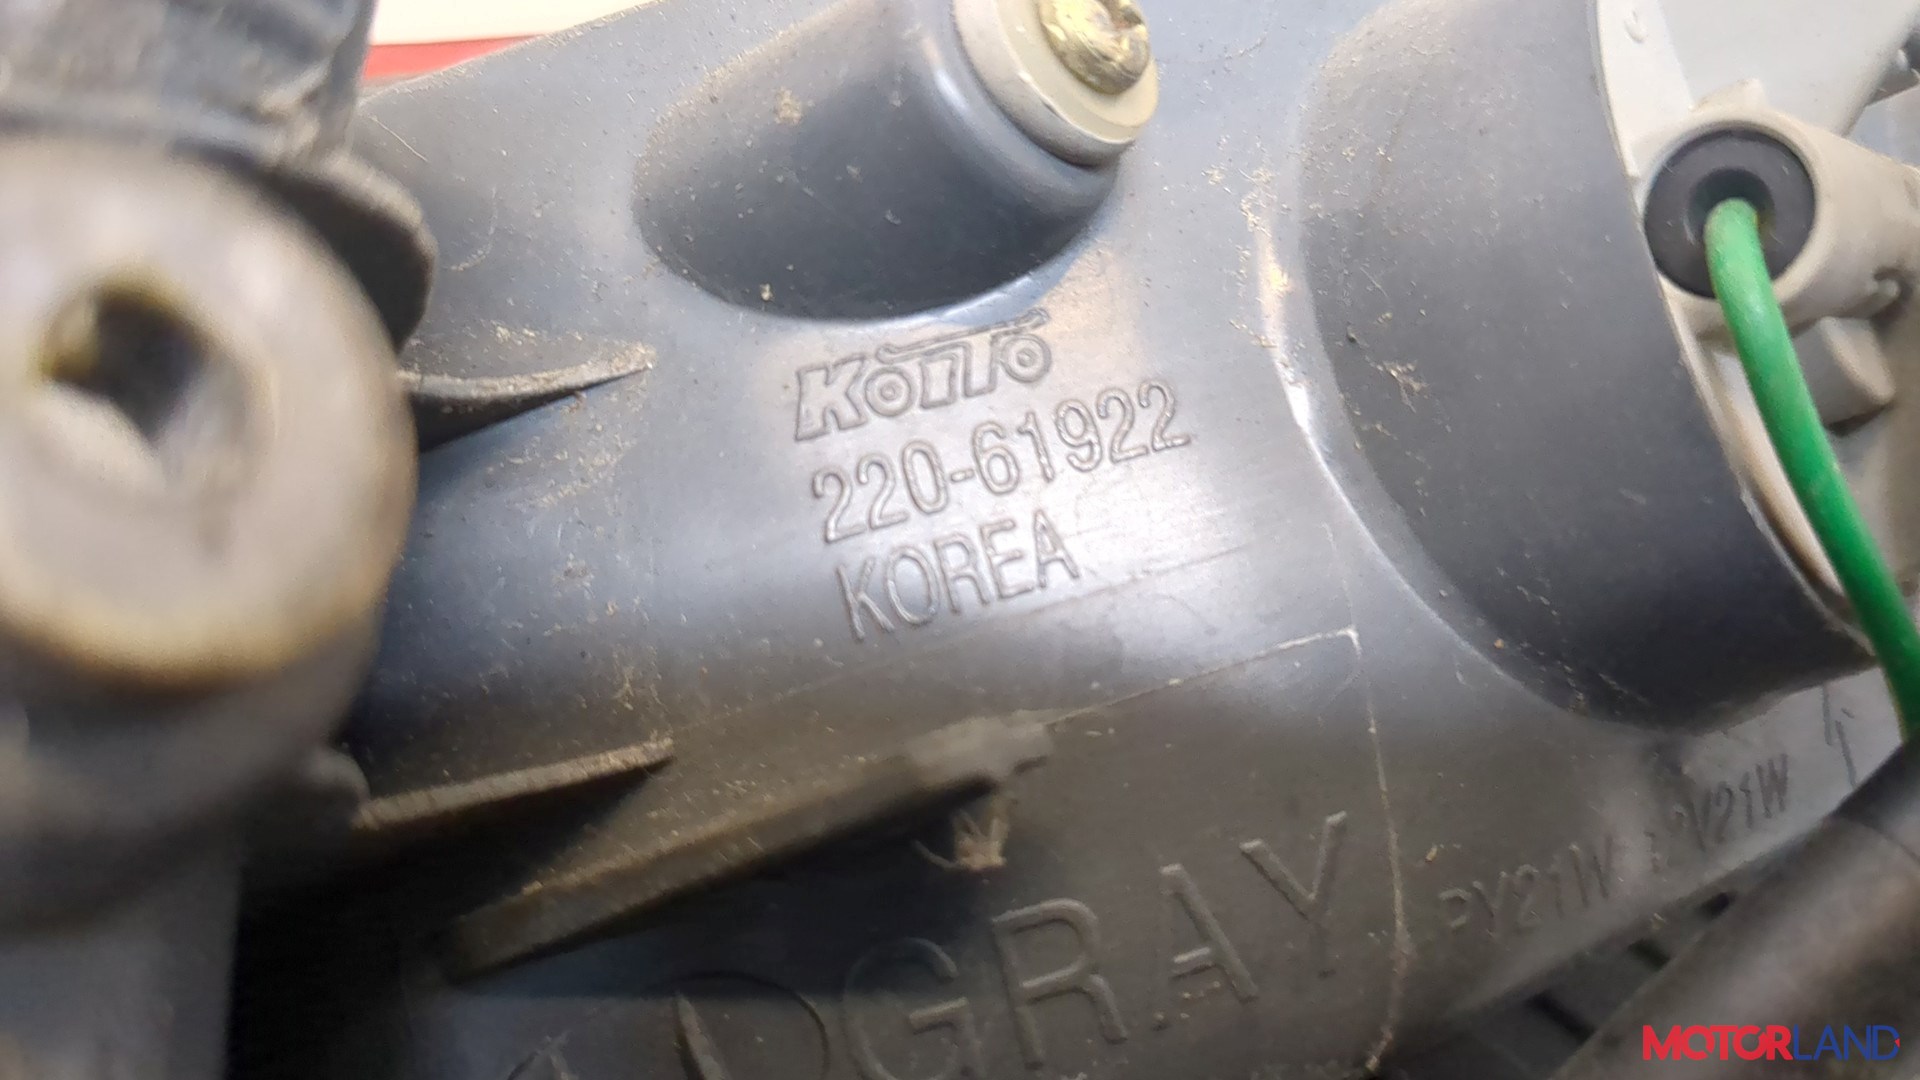 KOITO
220-61922
KOREA
DGRAY
PY21W PY21W
MOTORLAND